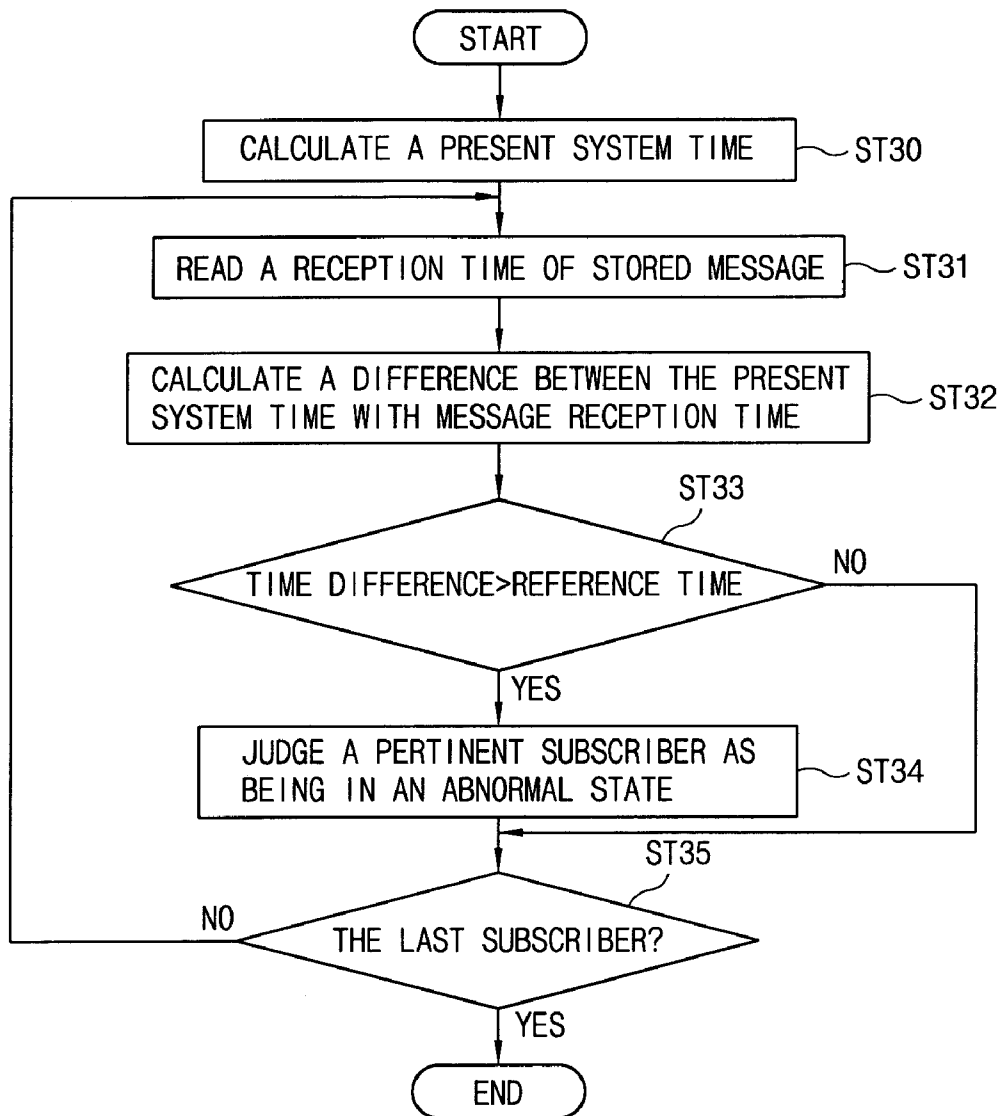 START
CALCULATE A PRESENT SYSTEM TIME
ST30
READ A RECEPTION TIME OF STORED MESSAGE
ST31
CALCULATE A DIFFERENCE BETWEEN THE PRESENT
SYSTEM TIME WITH MESSAGE RECEPTION TIME
ST32
ST33
TIME DIFFERENCE>REFERENCE TIME
NO
YES
JUDGE A PERTINENT SUBSCRIBER AS
BEING IN AN ABNORMAL STATE
ST34
ST35
NO
THE LAST SUBSCRIBER?
YES
END